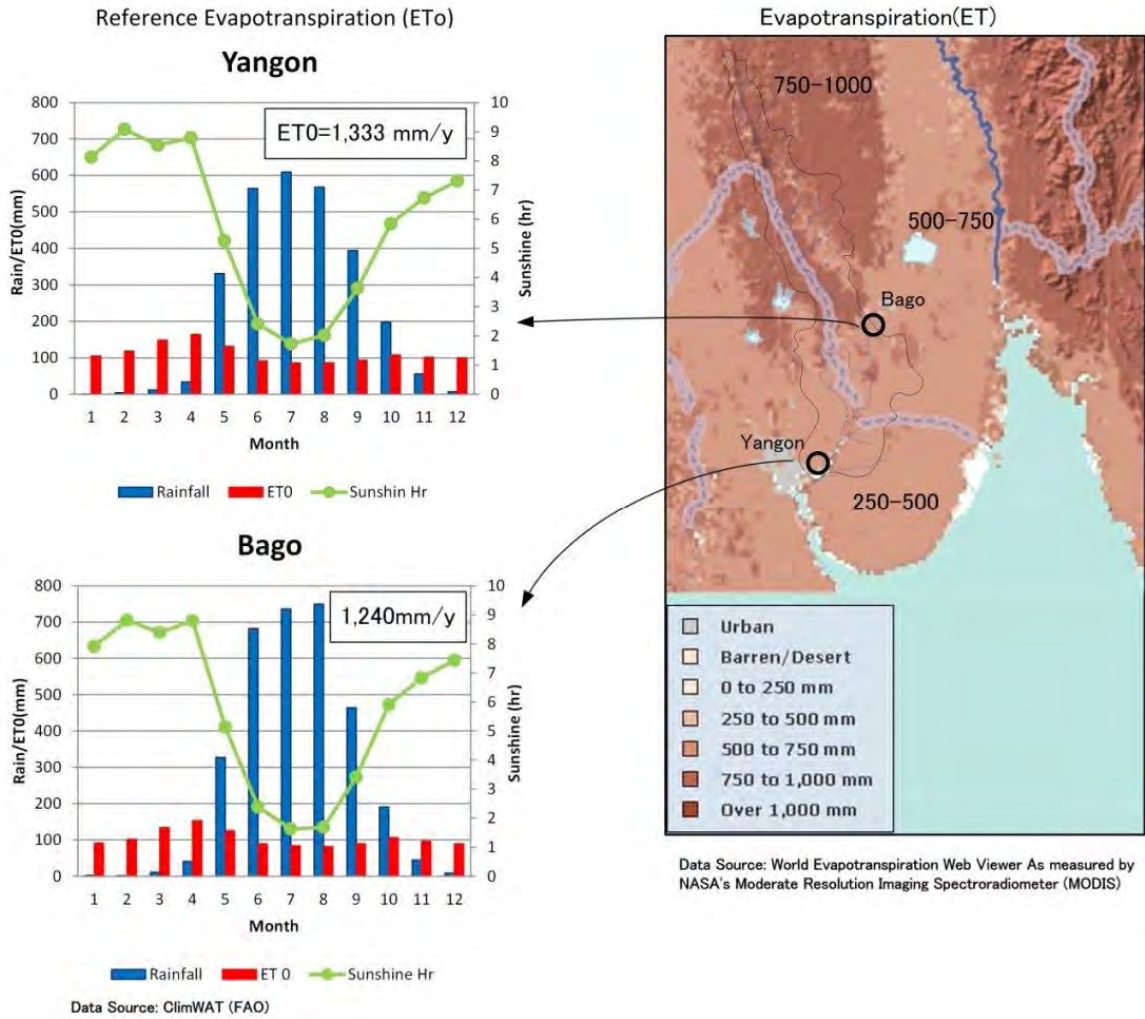 Reference Evapotranspiration (ETo)
Yangon
ET0=1,333 mm/y
Rain/ET0(mm)
800
700
600
500
400
300
200
100
0
10
9
8
7
6
5
4
3
2
1
0
Sunshine (hr)
1 2 3 4 5 6 7 8 9 10 11 12
Month
Rainfall ET0 Sunshin Hr
Bago
1,240mm/y
Rain/ET0(mm)
800
700
600
500
400
300
200
100
0
10
9
8
7
6
5
4
3
2
1
0
Sunshine (hr)
1 2 3 4 5 6 7 8 9 10 11 12
Month
Rainfall ET 0 Sunshine Hr
Data Source: ClimWAT (FAO)
Evapotranspiration(ET)
750-1000
500-750
Bago
Yangon
250-500
Urban
Barren/Desert
0 to 250 mm
250 to 500 mm
500 to 750 mm
750 to 1,000 mm
Over 1,000 mm
Data Source: World Evapotranspiration Web Viewer As measured by
NASA's Moderate Resolution Imaging Spectroradiometer (MODIS)